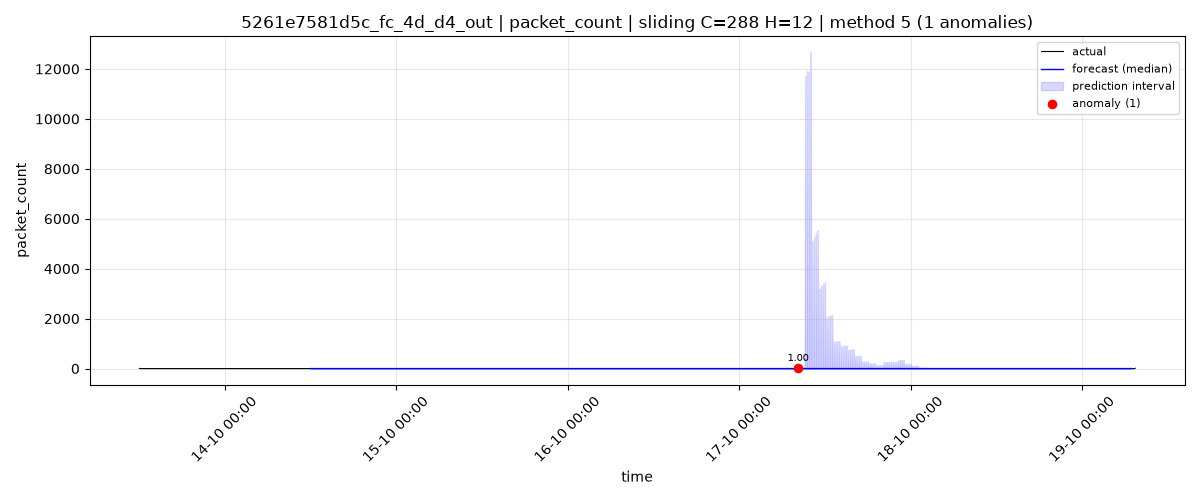 5261e7581d5c_fc_4d_d4_out | packet_count | sliding C=288 H=12 | method 5 (1 anomalies)
actual
forecast (median)
prediction interval
anomaly (1)
packet_count
12000
10000
8000
6000
4000
2000
0
1.00
14-10 00:00
15-10 00:00
16-10 00:00
17-10 00:00
18-10 00:00
19-10 00:00
time